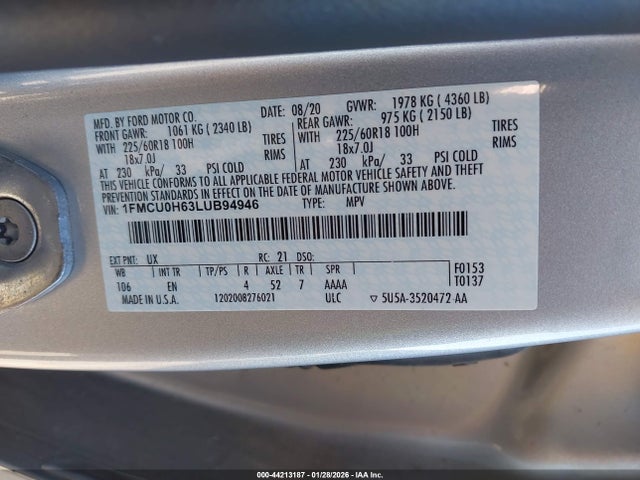 MFD. BY FORD MOTOR CO. DATE: 08/20 GVWR: 1978 KG ( 4360 LB)
FRONT GAWR: 1061 KG ( 2340 LB) REAR GAWR: 975 KG ( 2150 LB)
WITH 225/60R18 100H TIRES WITH 225/60R18 100H TIRES
18x7.0J RIMS 18x7.0J RIMS
AT 230 kPa/ 33 PSI COLD AT 230 kPa/ 33 PSI COLD
THIS VEHICLE CONFORMS TO ALL APPLICABLE FEDERAL MOTOR VEHICLE SAFETY AND THEFT
PREVENTION STANDARDS IN EFFECT ON THE DATE OF MANUFACTURE SHOWN ABOVE.
VIN: 1FMCU0H63LUB94946 TYPE: MPV
EXT PNT: UX RC: 21 DSO: F0153
WB INT TR TP/PS R AXLE TR SPR T0137
106 EN 4 52 7 AAAA
MADE IN U.S.A. 1202008276021 ULC 5U5A-3520472 AA
000-44213187 - 01/28/2026 - IAA Inc.